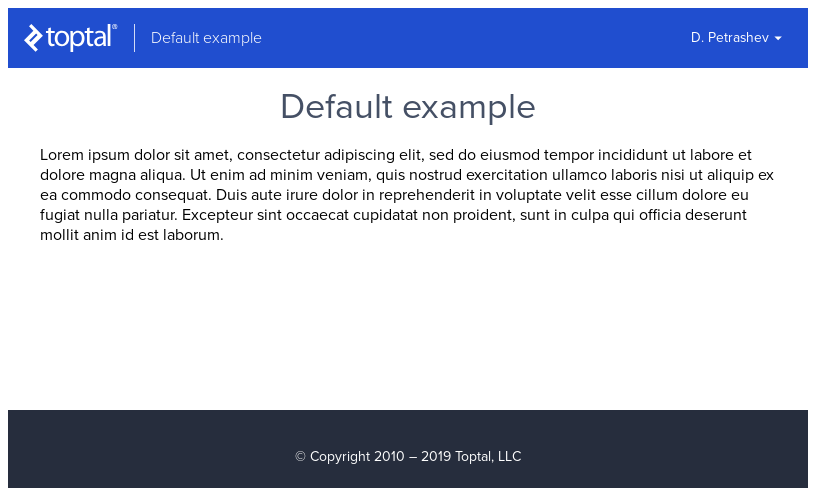 toptal®
Default example
D. Petrashev
Default example
Lorem ipsum dolor sit amet, consectetur adipiscing elit, sed do eiusmod tempor incididunt ut labore et
dolore magna aliqua. Ut enim ad minim veniam, quis nostrud exercitation ullamco laboris nisi ut aliquip ex
ea commodo consequat. Duis aute irure dolor in reprehenderit in voluptate velit esse cillum dolore eu
fugiat nulla pariatur. Excepteur sint occaecat cupidatat non proident, sunt in culpa qui officia deserunt
mollit anim id est laborum.
© Copyright 2010 – 2019 Toptal, LLC